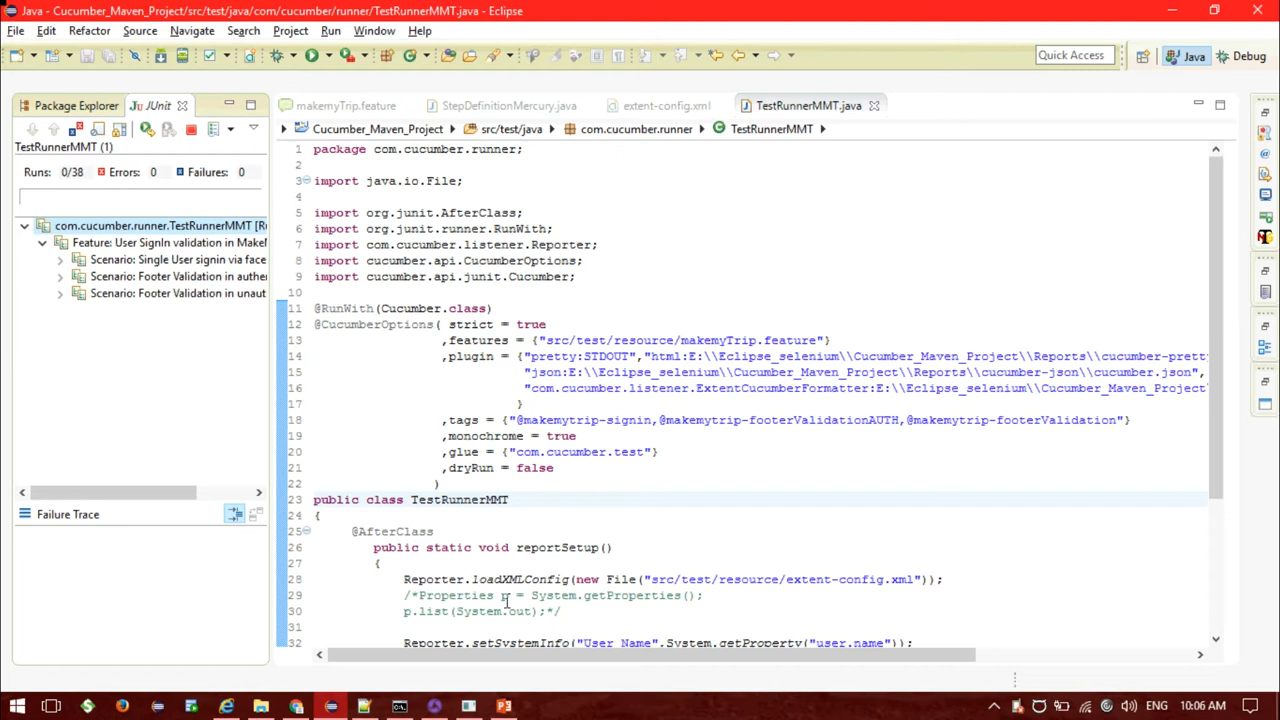 Java - Cucumber_Maven_Project/src/test/java/com/cucumber/runner/TestRunnerMMT.java - Eclipse
File Edit Refactor Source Navigate Search Project Run Window Help
Quick Access
Java
Debug
Package Explorer
JUnit
makemyTrip.feature
StepDefinitionMercury.java
extent-config.xml
TestRunnerMMT.java
Cucumber_Maven_Project
src/test/java
com.cucumber.runner
TestRunnerMMT
TestRunnerMMT (1)
Runs: 0/38 Errors: 0 Failures: 0
com.cucumber.runner.TestRunnerMMT [R
Feature: User SignIn validation in Makel
Scenario: Single User signin via face
Scenario: Footer Validation in authe
Scenario: Footer Validation in unaut
Failure Trace
1 package com.cucumber.runner;
2
3 import java.io.File;
4
5 import org.junit.AfterClass;
6 import org.junit.runner.RunWith;
7 import com.cucumber.listener.Reporter;
8 import cucumber.api.CucumberOptions;
9 import cucumber.api.junit.Cucumber;
10
11 @RunWith(Cucumber.class)
12 @CucumberOptions( strict = true
13 ,features = {"src/test/resource/makemyTrip.feature"}
14 ,plugin = {"pretty:STDOUT","html:E:\\Eclipse_selenium\\Cucumber_Maven_Project\\Reports\\cucumber-prett
15 "json:E:\\Eclipse_selenium\\Cucumber_Maven_Project\\Reports\\cucumber-json\\cucumber.json",
16 "com.cucumber.listener.ExtentCucumberFormatter:E:\\Eclipse_selenium\\Cucumber_Maven_Project
17 }
18 ,tags = {"@makemytrip-signin,@makemytrip-footerValidationAUTH,@makemytrip-footerValidation"}
19 ,monochrome = true
20 ,glue = {"com.cucumber.test"}
21 ,dryRun = false
22 )
23 public class TestRunnerMMT
24 {
25 @AfterClass
26 public static void reportSetup()
27 {
28 Reporter.loadXMLConfig(new File("src/test/resource/extent-config.xml"));
29 /*Properties p = System.getProperties();
30 p.list(System.out);*/
31
32 Reporter.setSystemInfo("User Name",System.getProperty("user.name"));
10:06 AM